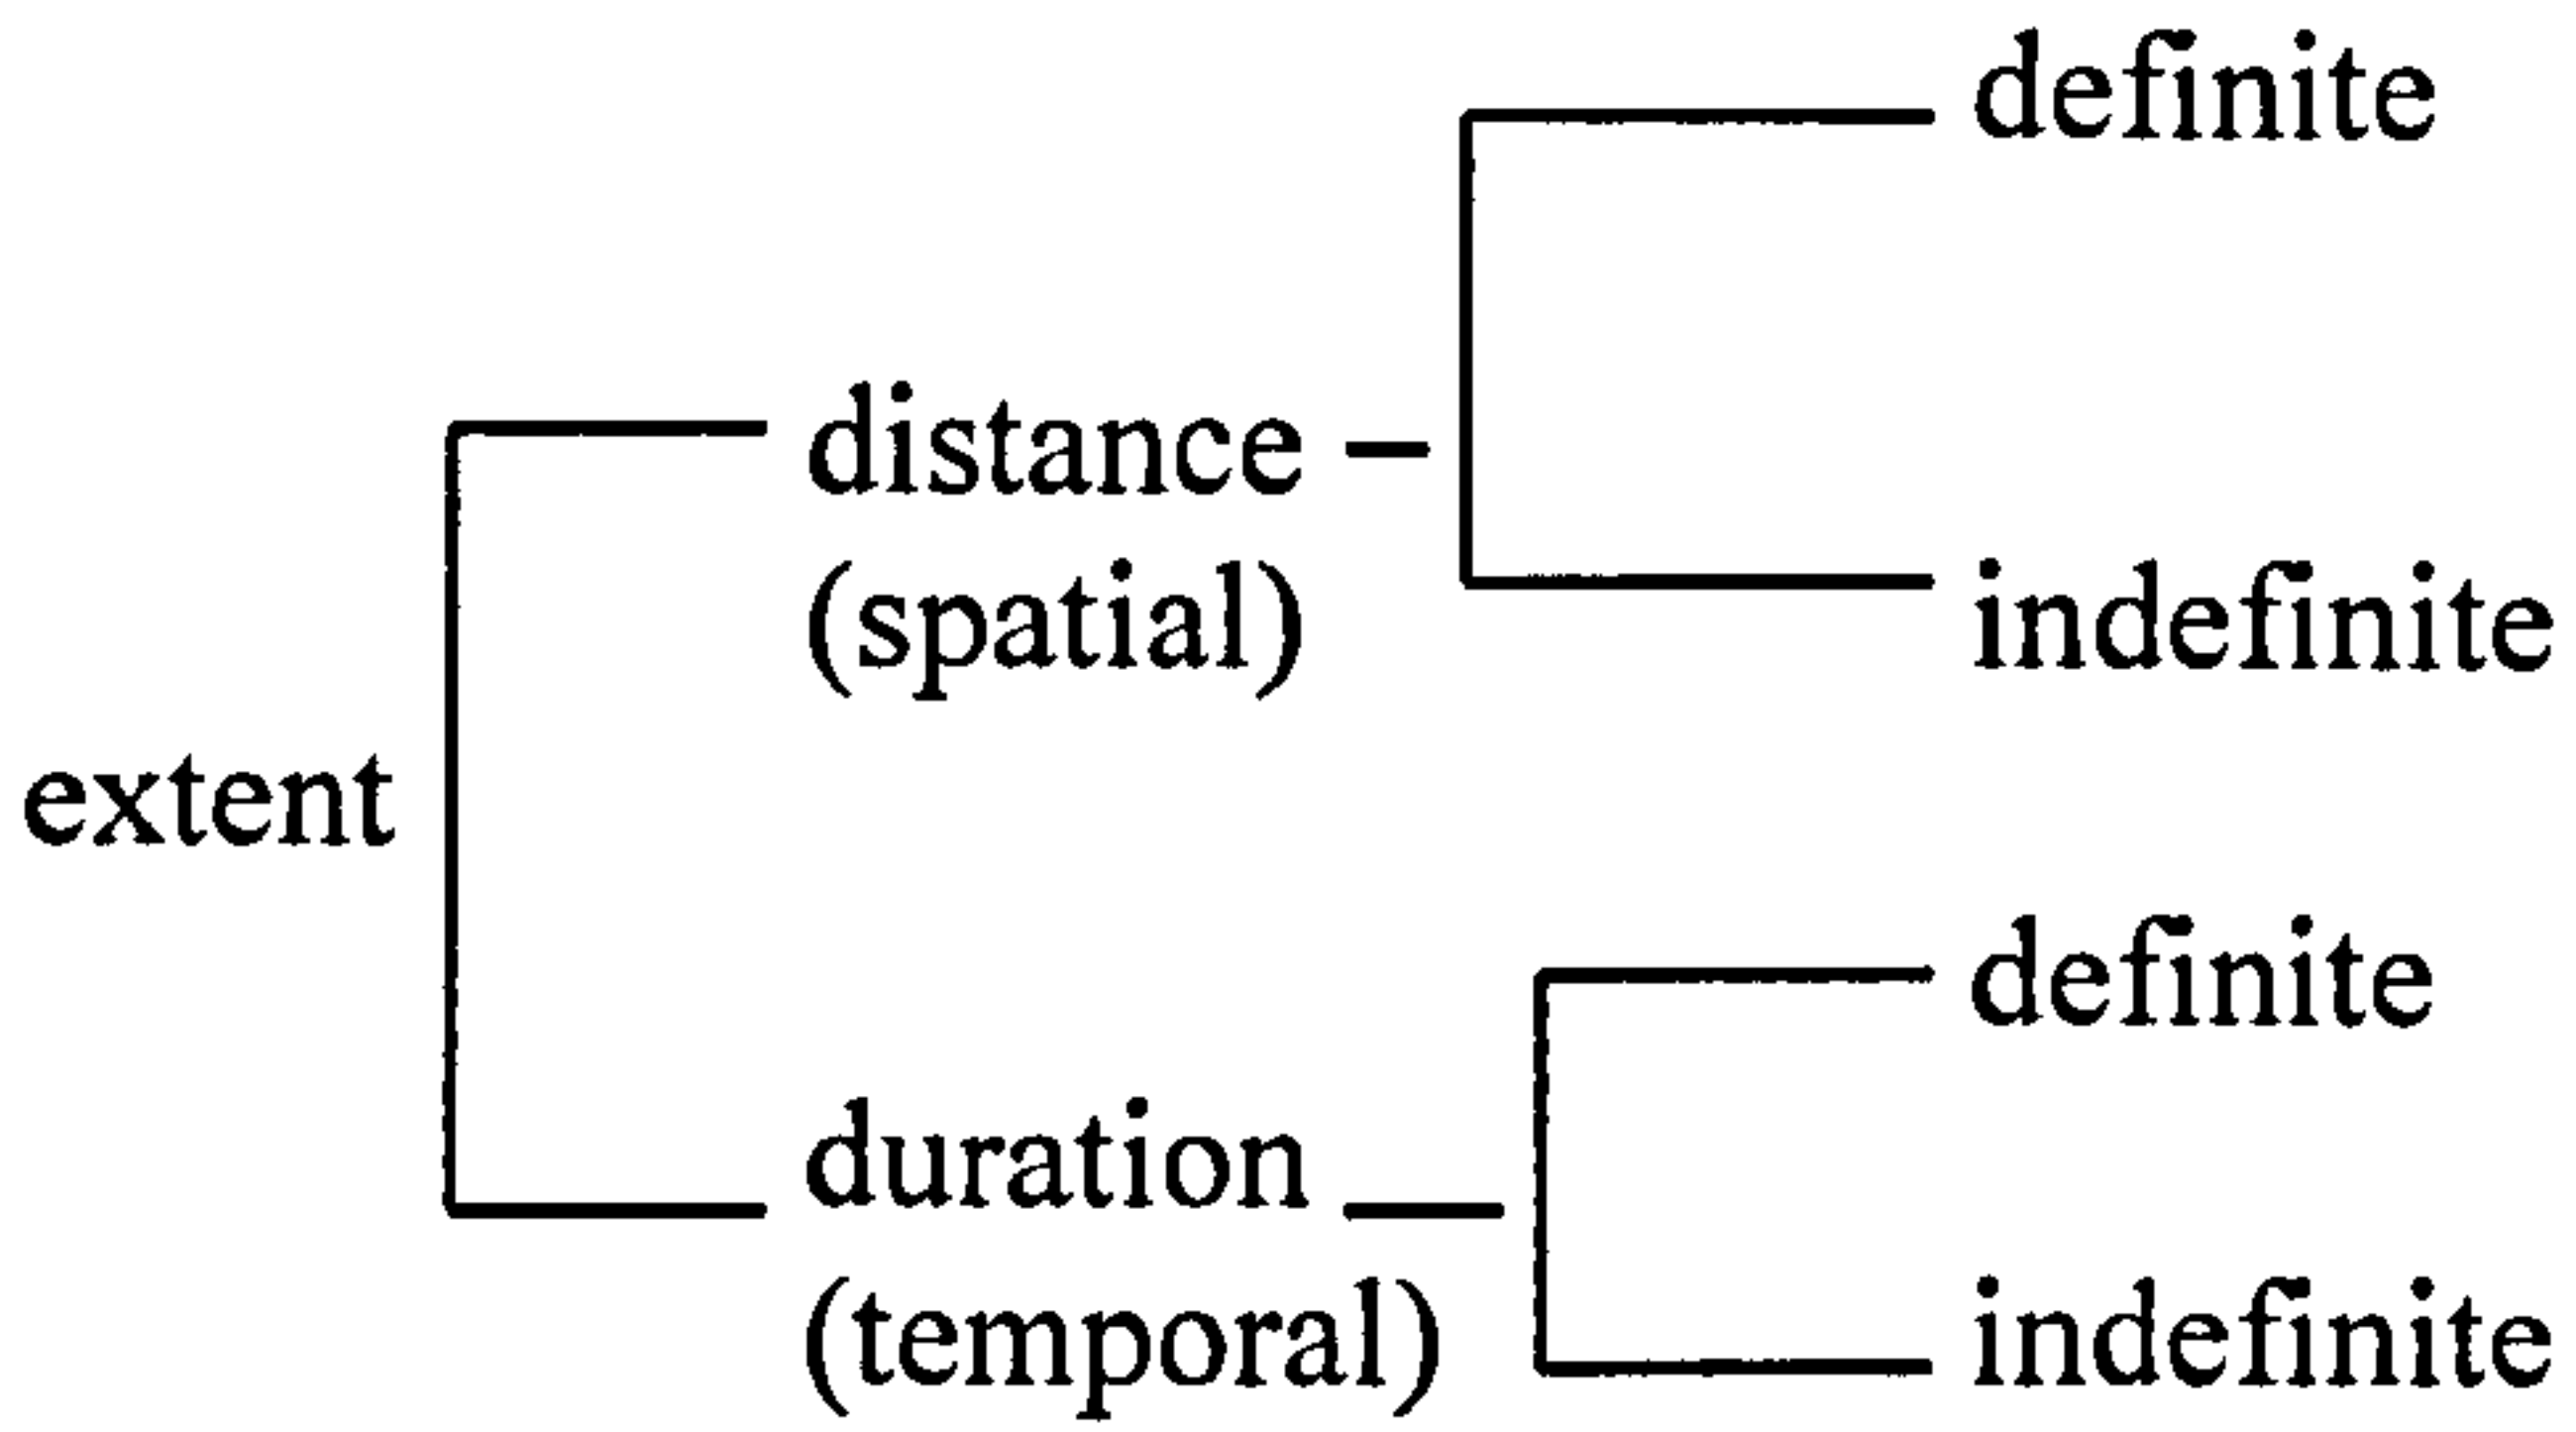 definite
distance
(spatial)
indefinite
extent
definite
duration
(temporal)
indefinite